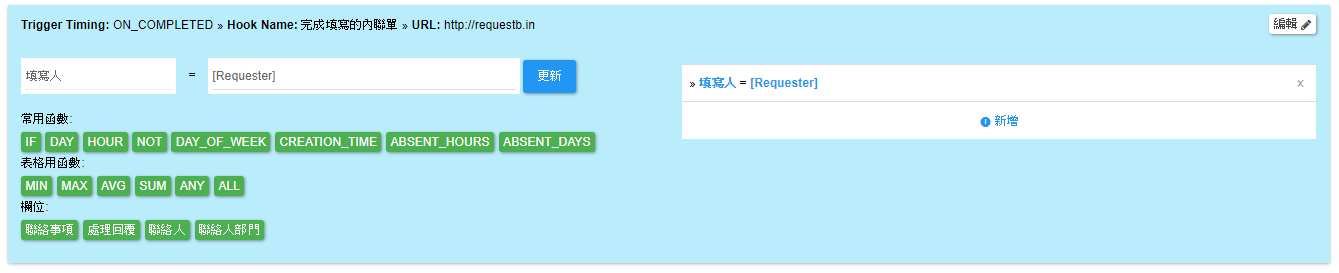 Trigger Timing: ON_COMPLETED » Hook Name: 完成填寫的內聯單 » URL: http://requestb.in
編輯
填寫人 = [Requester] 更新
» 填寫人 = [Requester] ×
新增
常用函數:
IF DAY HOUR NOT DAY_OF_WEEK CREATION_TIME ABSENT_HOURS ABSENT_DAYS
表格用函數:
MIN MAX AVG SUM ANY ALL
欄位:
聯絡事項 處理回覆 聯絡人 聯絡人部門